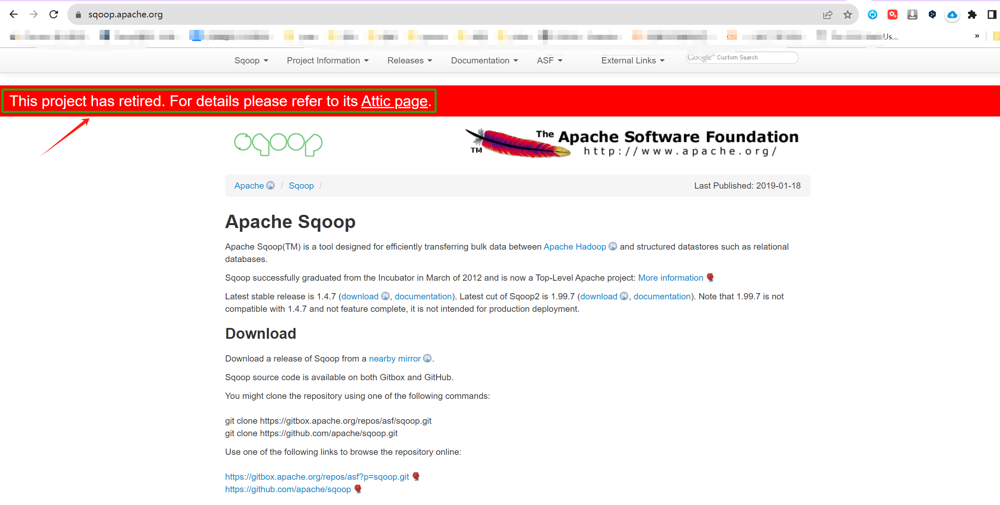 sqoop.apache.org
Us...
»
Sqoop Project Information Releases Documentation ASF External Links Google™ Custom Search
This project has retired. For details please refer to its Attic page.
sqoop
The Apache Software Foundation
TM http://www.apache.org/
Apache / Sqoop / Last Published: 2019-01-18
Apache Sqoop
Apache Sqoop(TM) is a tool designed for efficiently transferring bulk data between Apache Hadoop and structured datastores such as relational
databases.
Sqoop successfully graduated from the Incubator in March of 2012 and is now a Top-Level Apache project: More information
Latest stable release is 1.4.7 (download , documentation). Latest cut of Sqoop2 is 1.99.7 (download , documentation). Note that 1.99.7 is not
compatible with 1.4.7 and not feature complete, it is not intended for production deployment.
Download
Download a release of Sqoop from a nearby mirror .
Sqoop source code is available on both Gitbox and GitHub.
You might clone the repository using one of the following commands:
git clone https://gitbox.apache.org/repos/asf/sqoop.git
git clone https://github.com/apache/sqoop.git
Use one of the following links to browse the repository online:
https://gitbox.apache.org/repos/asf?p=sqoop.git
https://github.com/apache/sqoop